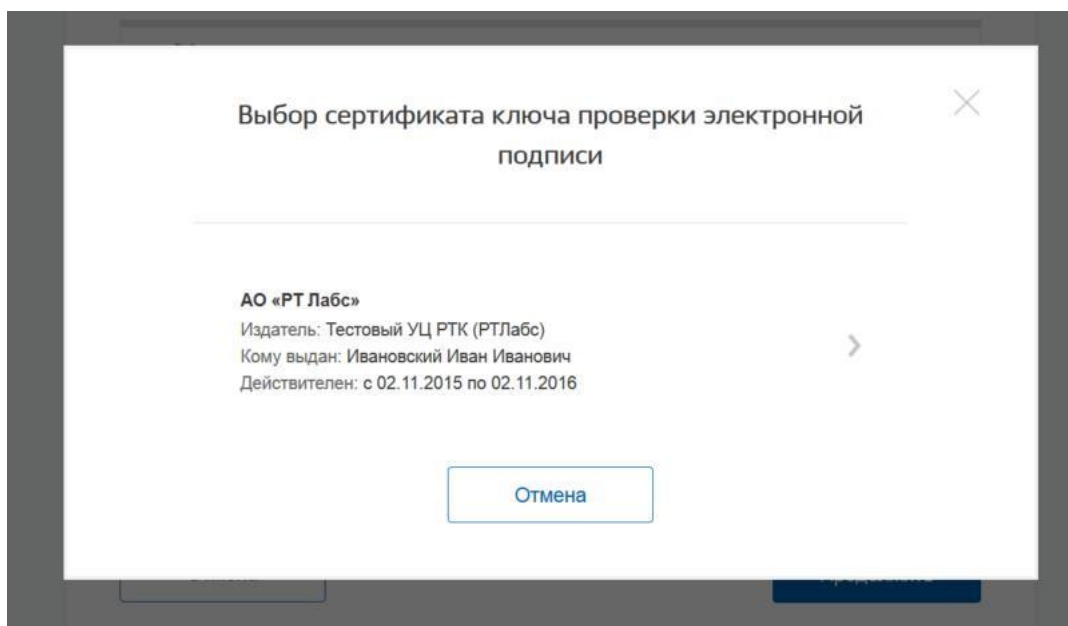 Выбор сертификата ключа проверки электронной
подписи
АО «РТ Лабс»
Издатель: Тестовый УЦ РТК (РТЛабс)
Кому выдан: Ивановский Иван Иванович
Действителен: с 02.11.2015 по 02.11.2016
Отмена